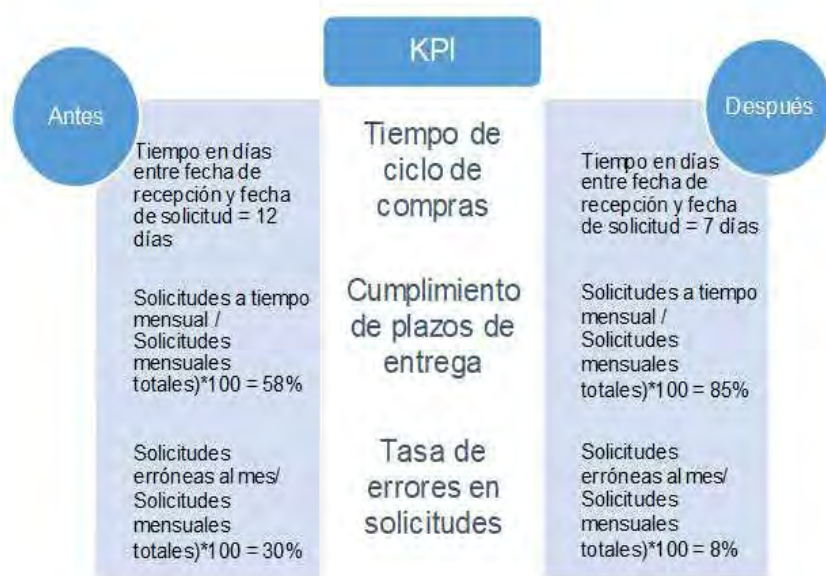 KPI
Antes
Después
Tiempo en días
entre fecha de
recepción y fecha
de solicitud = 12
días
Tiempo de
ciclo de
compras
Tiempo en días
entre fecha de
recepción y fecha
de solicitud = 7 días
Solicitudes a tiempo
mensual /
Solicitudes
mensuales
totales)*100 = 58%
Cumplimiento
de plazos de
entrega
Solicitudes a tiempo
mensual /
Solicitudes
mensuales
totales)*100 = 85%
Solicitudes
erróneas al mes/
Solicitudes
mensuales
totales)*100 = 30%
Tasa de
errores en
solicitudes
Solicitudes
erróneas al mes/
Solicitudes
mensuales
totales)*100 = 8%